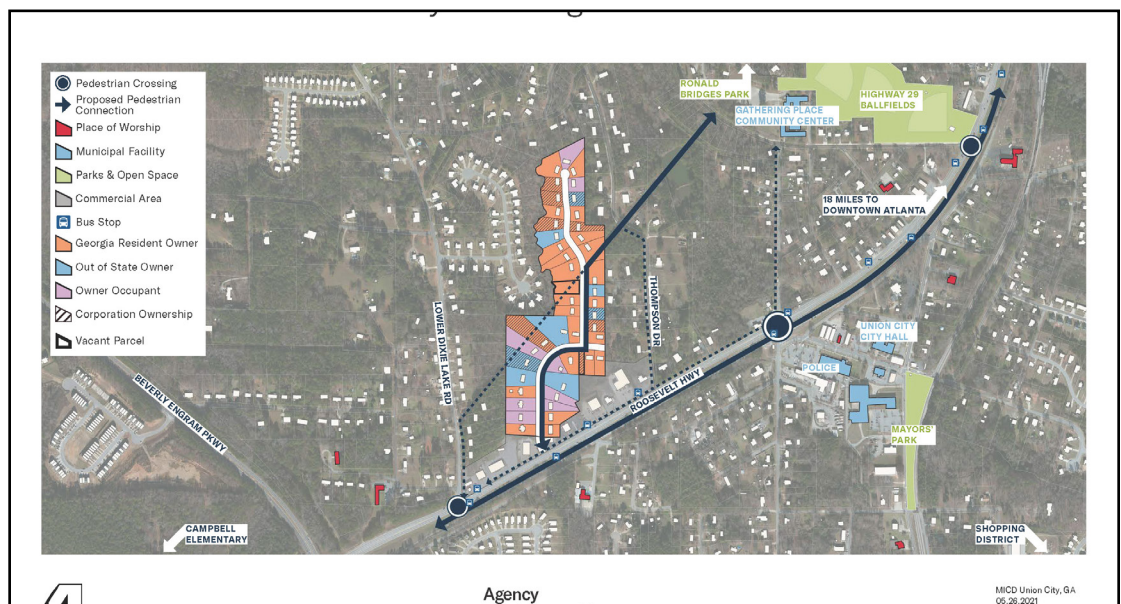 Pedestrian Crossing
Proposed Pedestrian
Connection
Place of Worship
Municipal Facility
Parks & Open Space
Commercial Area
Bus Stop
Georgia Resident Owner
Out of State Owner
Owner Occupant
Corporation Ownership
Vacant Parcel
RONALD
BRIDGES PARK
HIGHWAY 29
BALLFIELDS
GATHERING PLACE
COMMUNITY CENTER
18 MILES TO
DOWNTOWN ATLANTA
LOWER DIXIE LAKE RD
THOMPSON DR
UNION CITY
CITY HALL
POLICE
ROOSEVELT HWY
BEVERLY ENGRAM PKWY
MAYORS'
PARK
CAMPBELL
ELEMENTARY
SHOPPING
DISTRICT
Agency
MICD Union City, GA
05.26.2021